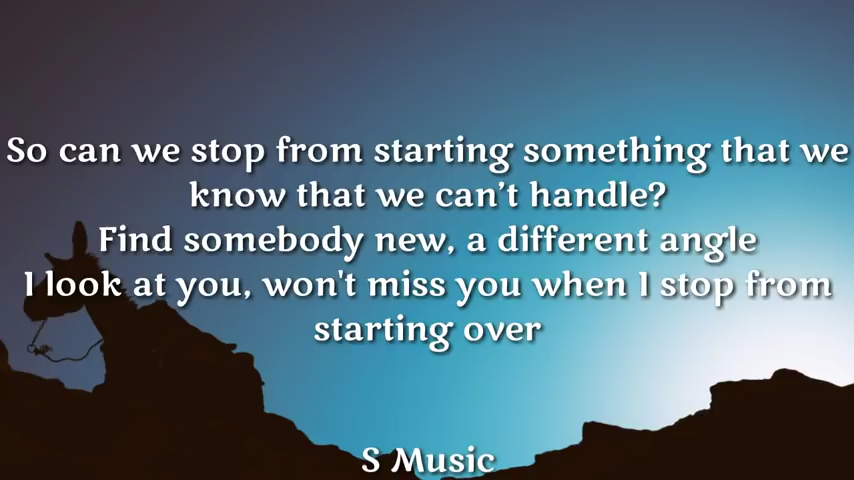 So can we stop from starting something that we
know that we can’t handle?
Find somebody new, a different angle
I look at you, won't miss you when I stop from
starting over
S Music